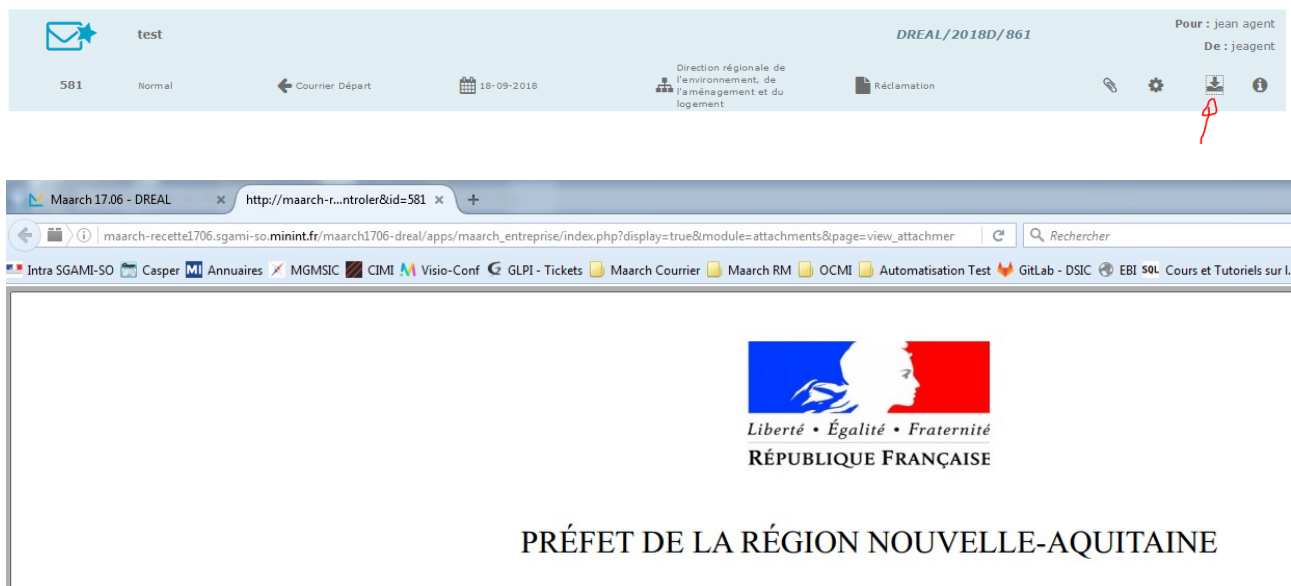 test
DREAL/2018D/861
Pour : jean agent
De : jeagent
581
Normal
Courrier Départ
18-09-2018
Direction régionale de
l'environnement, de
l'aménagement et du
logement
Réclamation
Maarch 17.06 - DREAL
http://maarch-r...ntroler&id=581
maarch-recette1706.sgami-so.minint.fr/maarch1706-dreal/apps/maarch_entreprise/index.php?display=true&module=attachments&page=view_attachmer
Rechercher
Intra SGAMI-SO Casper MI Annuaires MGMSIC CIMI Visio-Conf GLPI - Tickets Maarch Courrier Maarch RM OCMI Automatisation Test GitLab - DSIC EBI SQL Cours et Tutoriels sur l.
Liberté • Égalité • Fraternité
RÉPUBLIQUE FRANÇAISE
PRÉFET DE LA RÉGION NOUVELLE-AQUITAINE